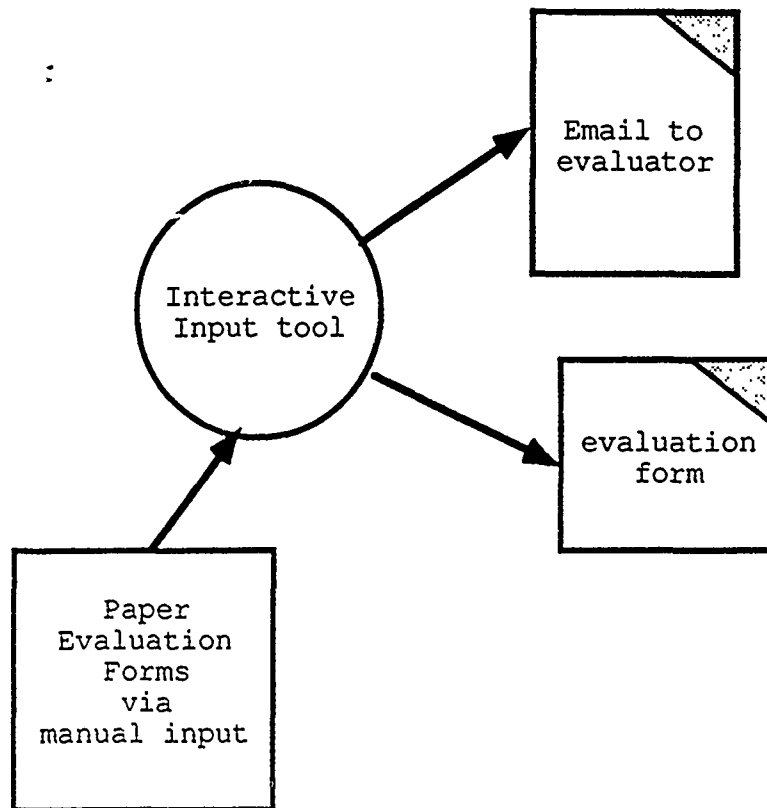 Email to
evaluator
Interactive
Input tool
evaluation
form
Paper
Evaluation
Forms
via
manual input